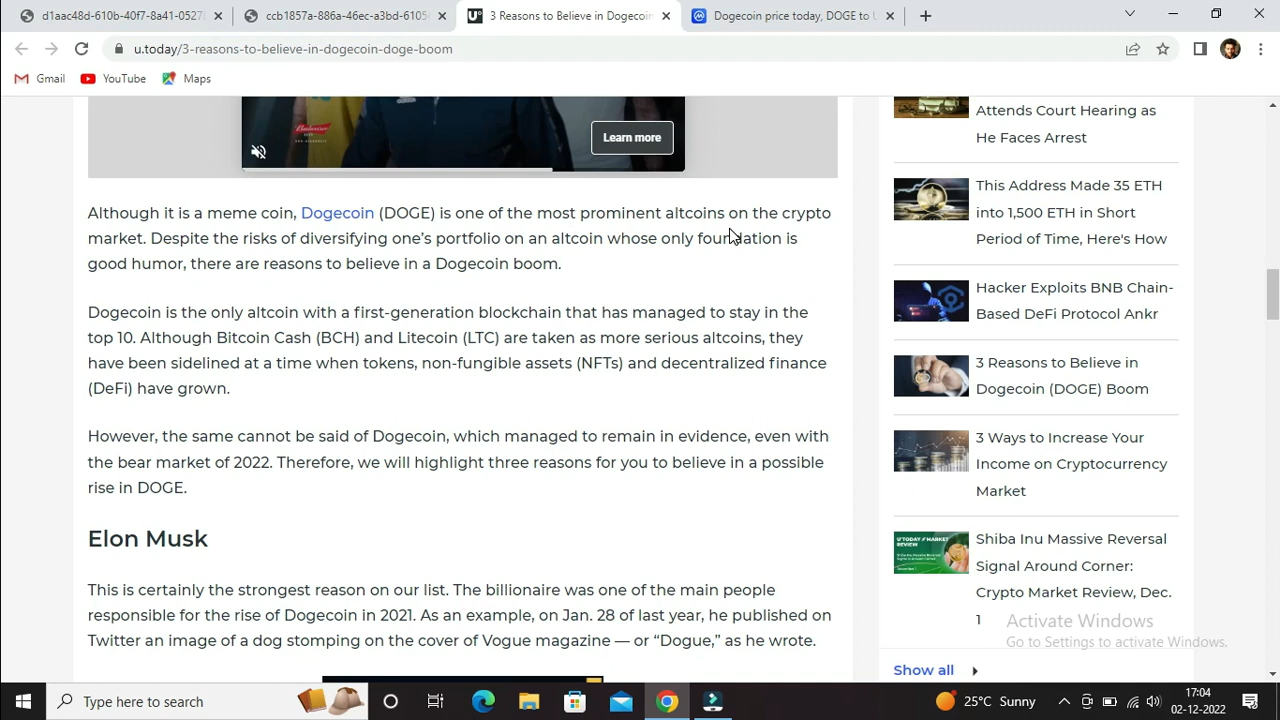 d1aac48d-610b-40f7-8a41-0527
ccb1857a-886a-46ec-a3bd-6105
3 Reasons to Believe in Dogecoin
Dogecoin price today, DOGE to U
u.today/3-reasons-to-believe-in-dogecoin-doge-boom
Gmail
YouTube
Maps
Learn more
Although it is a meme coin, Dogecoin (DOGE) is one of the most prominent altcoins on the crypto
market. Despite the risks of diversifying one's portfolio on an altcoin whose only foundation is
good humor, there are reasons to believe in a Dogecoin boom.
Dogecoin is the only altcoin with a first-generation blockchain that has managed to stay in the
top 10. Although Bitcoin Cash (BCH) and Litecoin (LTC) are taken as more serious altcoins, they
have been sidelined at a time when tokens, non-fungible assets (NFTs) and decentralized finance
(DeFi) have grown.
However, the same cannot be said of Dogecoin, which managed to remain in evidence, even with
the bear market of 2022. Therefore, we will highlight three reasons for you to believe in a possible
rise in DOGE.
Elon Musk
This is certainly the strongest reason on our list. The billionaire was one of the main people
responsible for the rise of Dogecoin in 2021. As an example, on Jan. 28 of last year, he published on
Twitter an image of a dog stomping on the cover of Vogue magazine — or “Dogue,” as he wrote.
Attends Court Hearing as
He Faces Arrest
This Address Made 35 ETH
into 1,500 ETH in Short
Period of Time, Here's How
Hacker Exploits BNB Chain-
Based DeFi Protocol Ankr
3 Reasons to Believe in
Dogecoin (DOGE) Boom
3 Ways to Increase Your
Income on Cryptocurrency
Market
Shiba Inu Massive Reversal
Signal Around Corner:
Crypto Market Review, Dec.
1
Show all
Activate Windows
Go to Settings to activate Windows.
Type here to search
25°C Sunny
17:04
02-12-2022